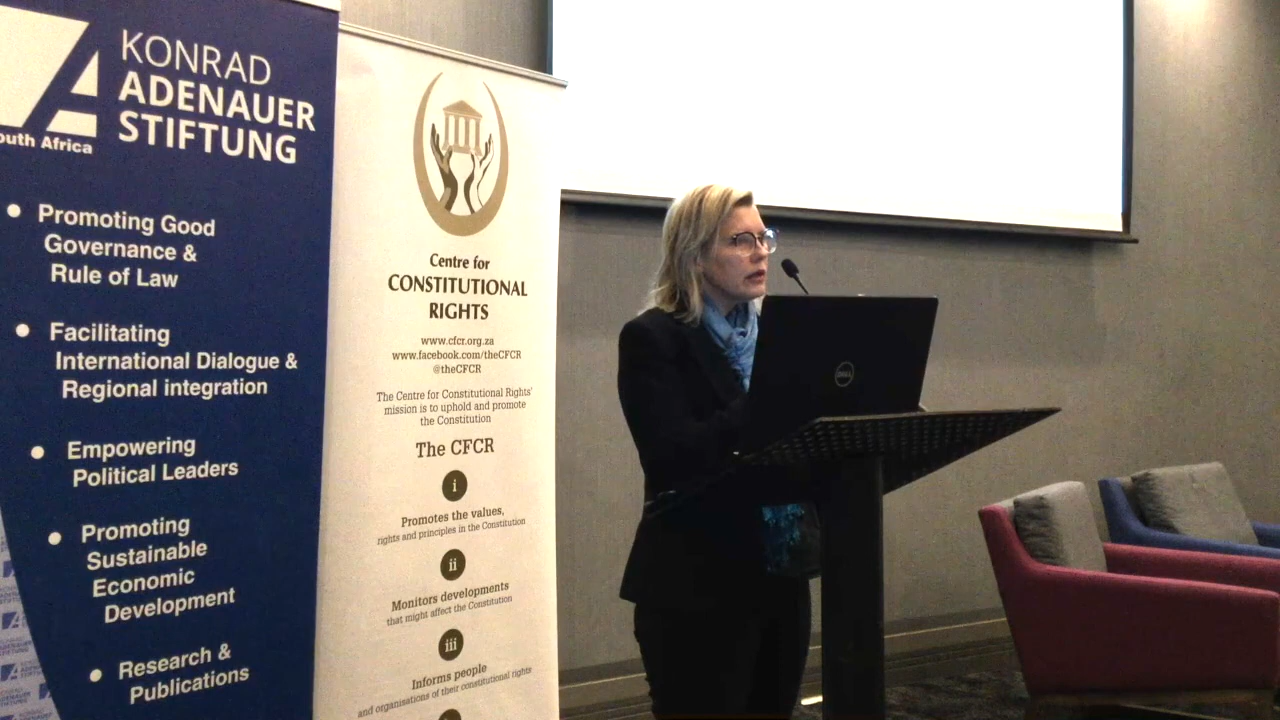 KONRAD
ADENAUER
STIFTUNG
outh Africa
Promoting Good
Governance &
Rule of Law
Facilitating
International Dialogue &
Regional integration
Empowering
Political Leaders
Promoting
Sustainable
Economic
Development
Research &
Publications
Centre for
CONSTITUTIONAL
RIGHTS
www.cfcr.org.za
www.facebook.com/theCFCR
@theCFCR
The Centre for Constitutional Rights'
mission is to uphold and promote
the Constitution
The CFCR
i
Promotes the values,
rights and principles in the Constitution
ii
Monitors developments
that might affect the Constitution
iii
Informs people
and organisations of their constitutional rights
DELL
KONRAD
ADENAUER
STIFTUNG